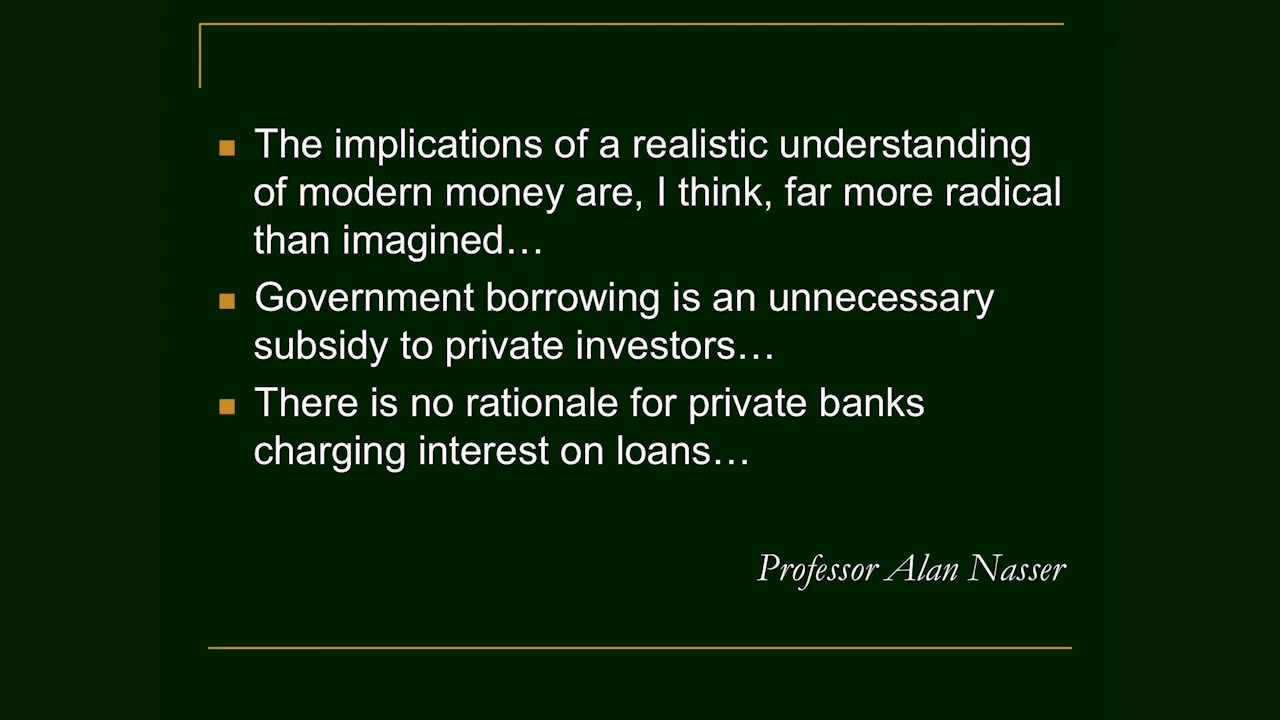 The implications of a realistic understanding
of modern money are, I think, far more radical
than imagined…
Government borrowing is an unnecessary
subsidy to private investors…
There is no rationale for private banks
charging interest on loans…
Professor Alan Nasser